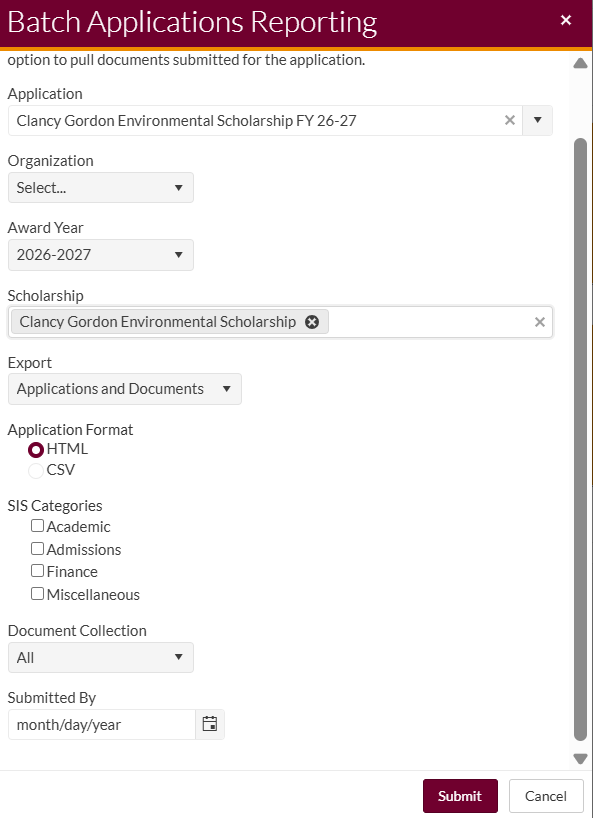 Batch Applications Reporting
option to pull documents submitted for the application.
Application
Clancy Gordon Environmental Scholarship FY 26-27
Organization
Select...
Award Year
2026-2027
Scholarship
Clancy Gordon Environmental Scholarship
Export
Applications and Documents
Application Format
HTML
CSV
SIS Categories
Academic
Admissions
Finance
Miscellaneous
Document Collection
All
Submitted By
month/day/year
Submit Cancel